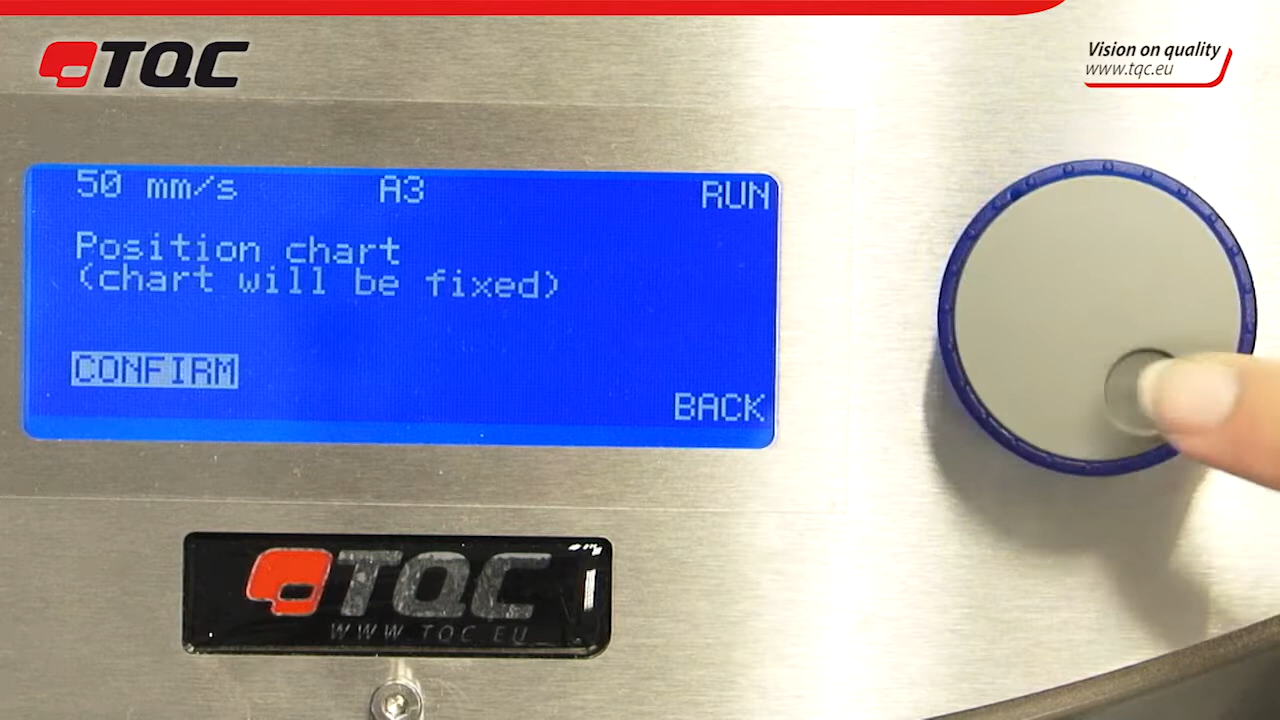 TQC
Vision on quality
www.tqc.eu
50 mm/s A3 RUN
Position chart
(chart will be fixed)
CONFIRM
BACK
TQC
WWW.TQC.EU